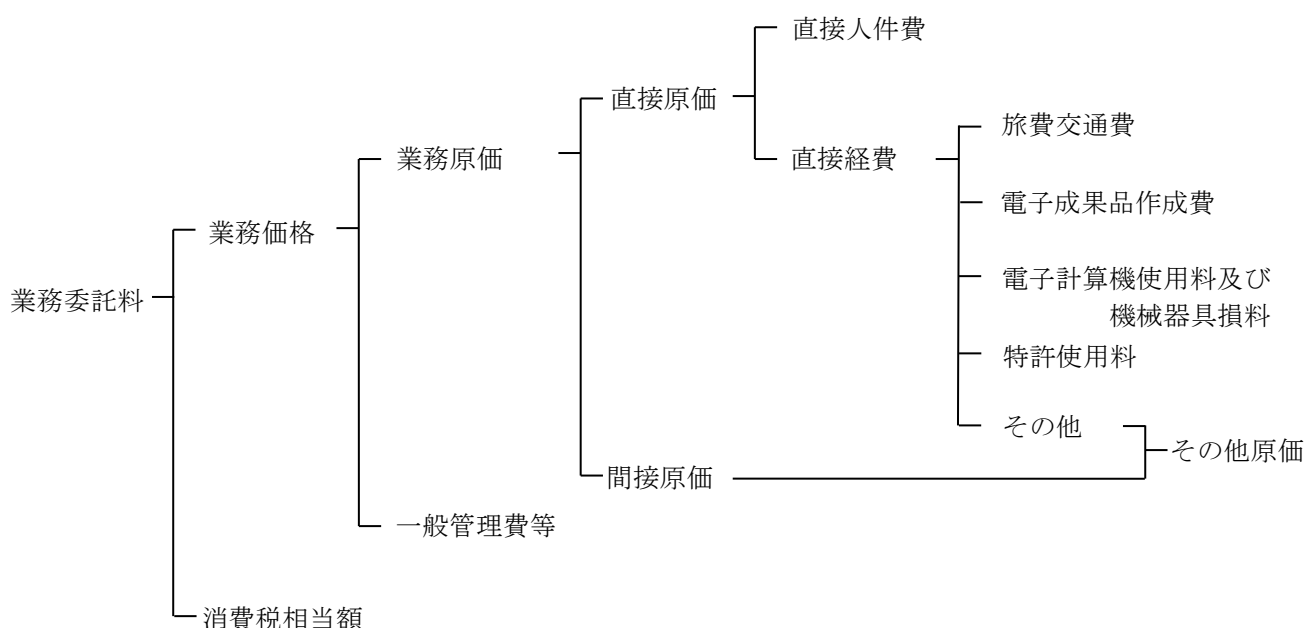 直接人件費
直接原価
旅費交通費
業務原価
直接経費
電子成果品作成費
業務価格
電子計算機使用料及び
機械器具損料
業務委託料
特許使用料
その他
その他原価
間接原価
一般管理費等
消費税相当額